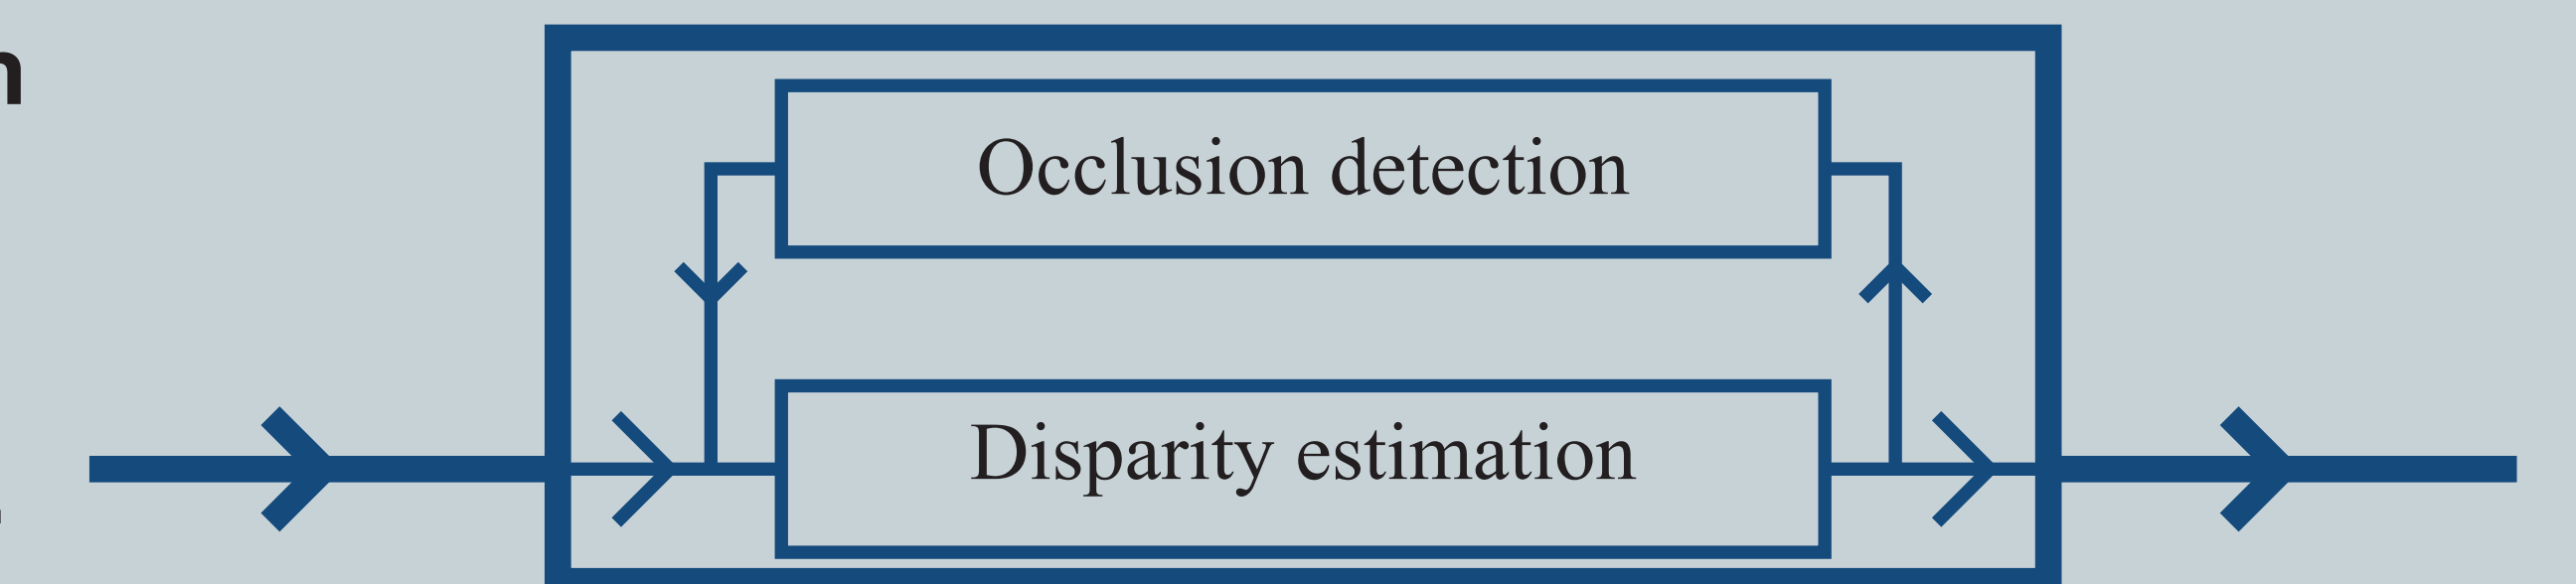 Occlusion detection
Disparity estimation